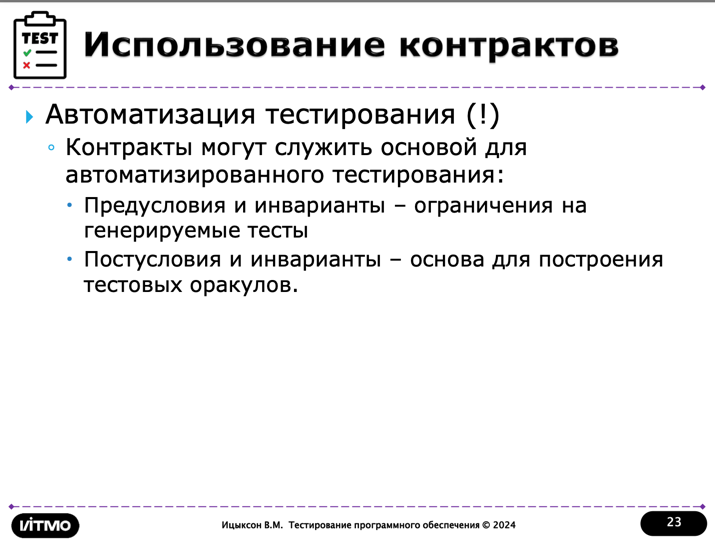 TEST
Использование контрактов
Автоматизация тестирования (!)
Контракты могут служить основой для
автоматизированного тестирования:
Предусловия и инварианты – ограничения на
генерируемые тесты
Постусловия и инварианты – основа для построения
тестовых оракулов.
ИТМО
Ицыксон В.М. Тестирование программного обеспечения © 2024
23